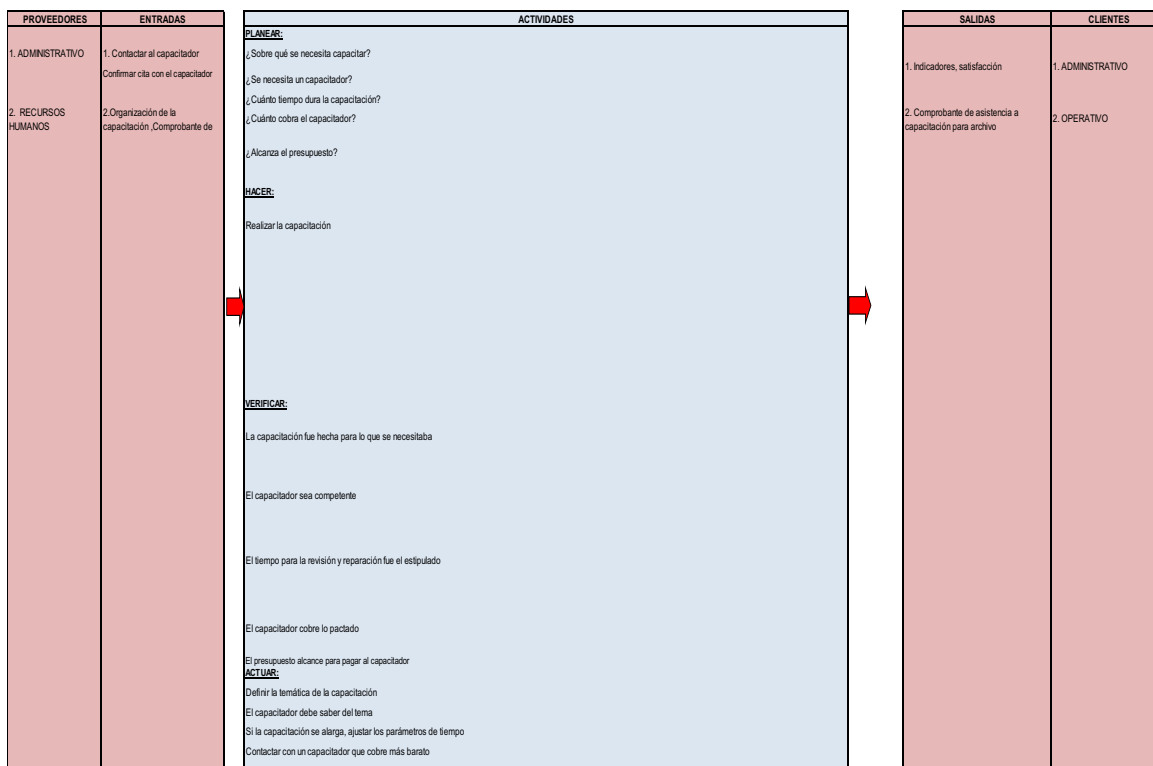 PROVEEDORES
ENTRADAS
1. ADMINISTRATIVO
1. Contactar al capacitador
Confirmar cita con el capacitador
2. RECURSOS
HUMANOS
2.Organización de la
capacitación ,Comprobante de
ACTIVIDADES
PLANEAR:
¿Sobre qué se necesita capacitar?
¿Se necesita un capacitador?
¿Cuánto tiempo dura la capacitación?
¿Cuánto cobra el capacitador?
¿Alcanza el presupuesto?
HACER:
Realizar la capacitación
VERIFICAR:
La capacitación fue hecha para lo que se necesitaba
El capacitador sea competente
El tiempo para la revisión y reparación fue el estipulado
El capacitador cobre lo pactado
El presupuesto alcance para pagar al capacitador
ACTUAR:
Definir la temática de la capacitación
El capacitador debe saber del tema
Si la capacitación se alarga, ajustar los parámetros de tiempo
Contactar con un capacitador que cobre más barato
SALIDAS
CLIENTES
1. Indicadores, satisfacción
1. ADMINISTRATIVO
2. Comprobante de asistencia a
capacitación para archivo
2. OPERATIVO